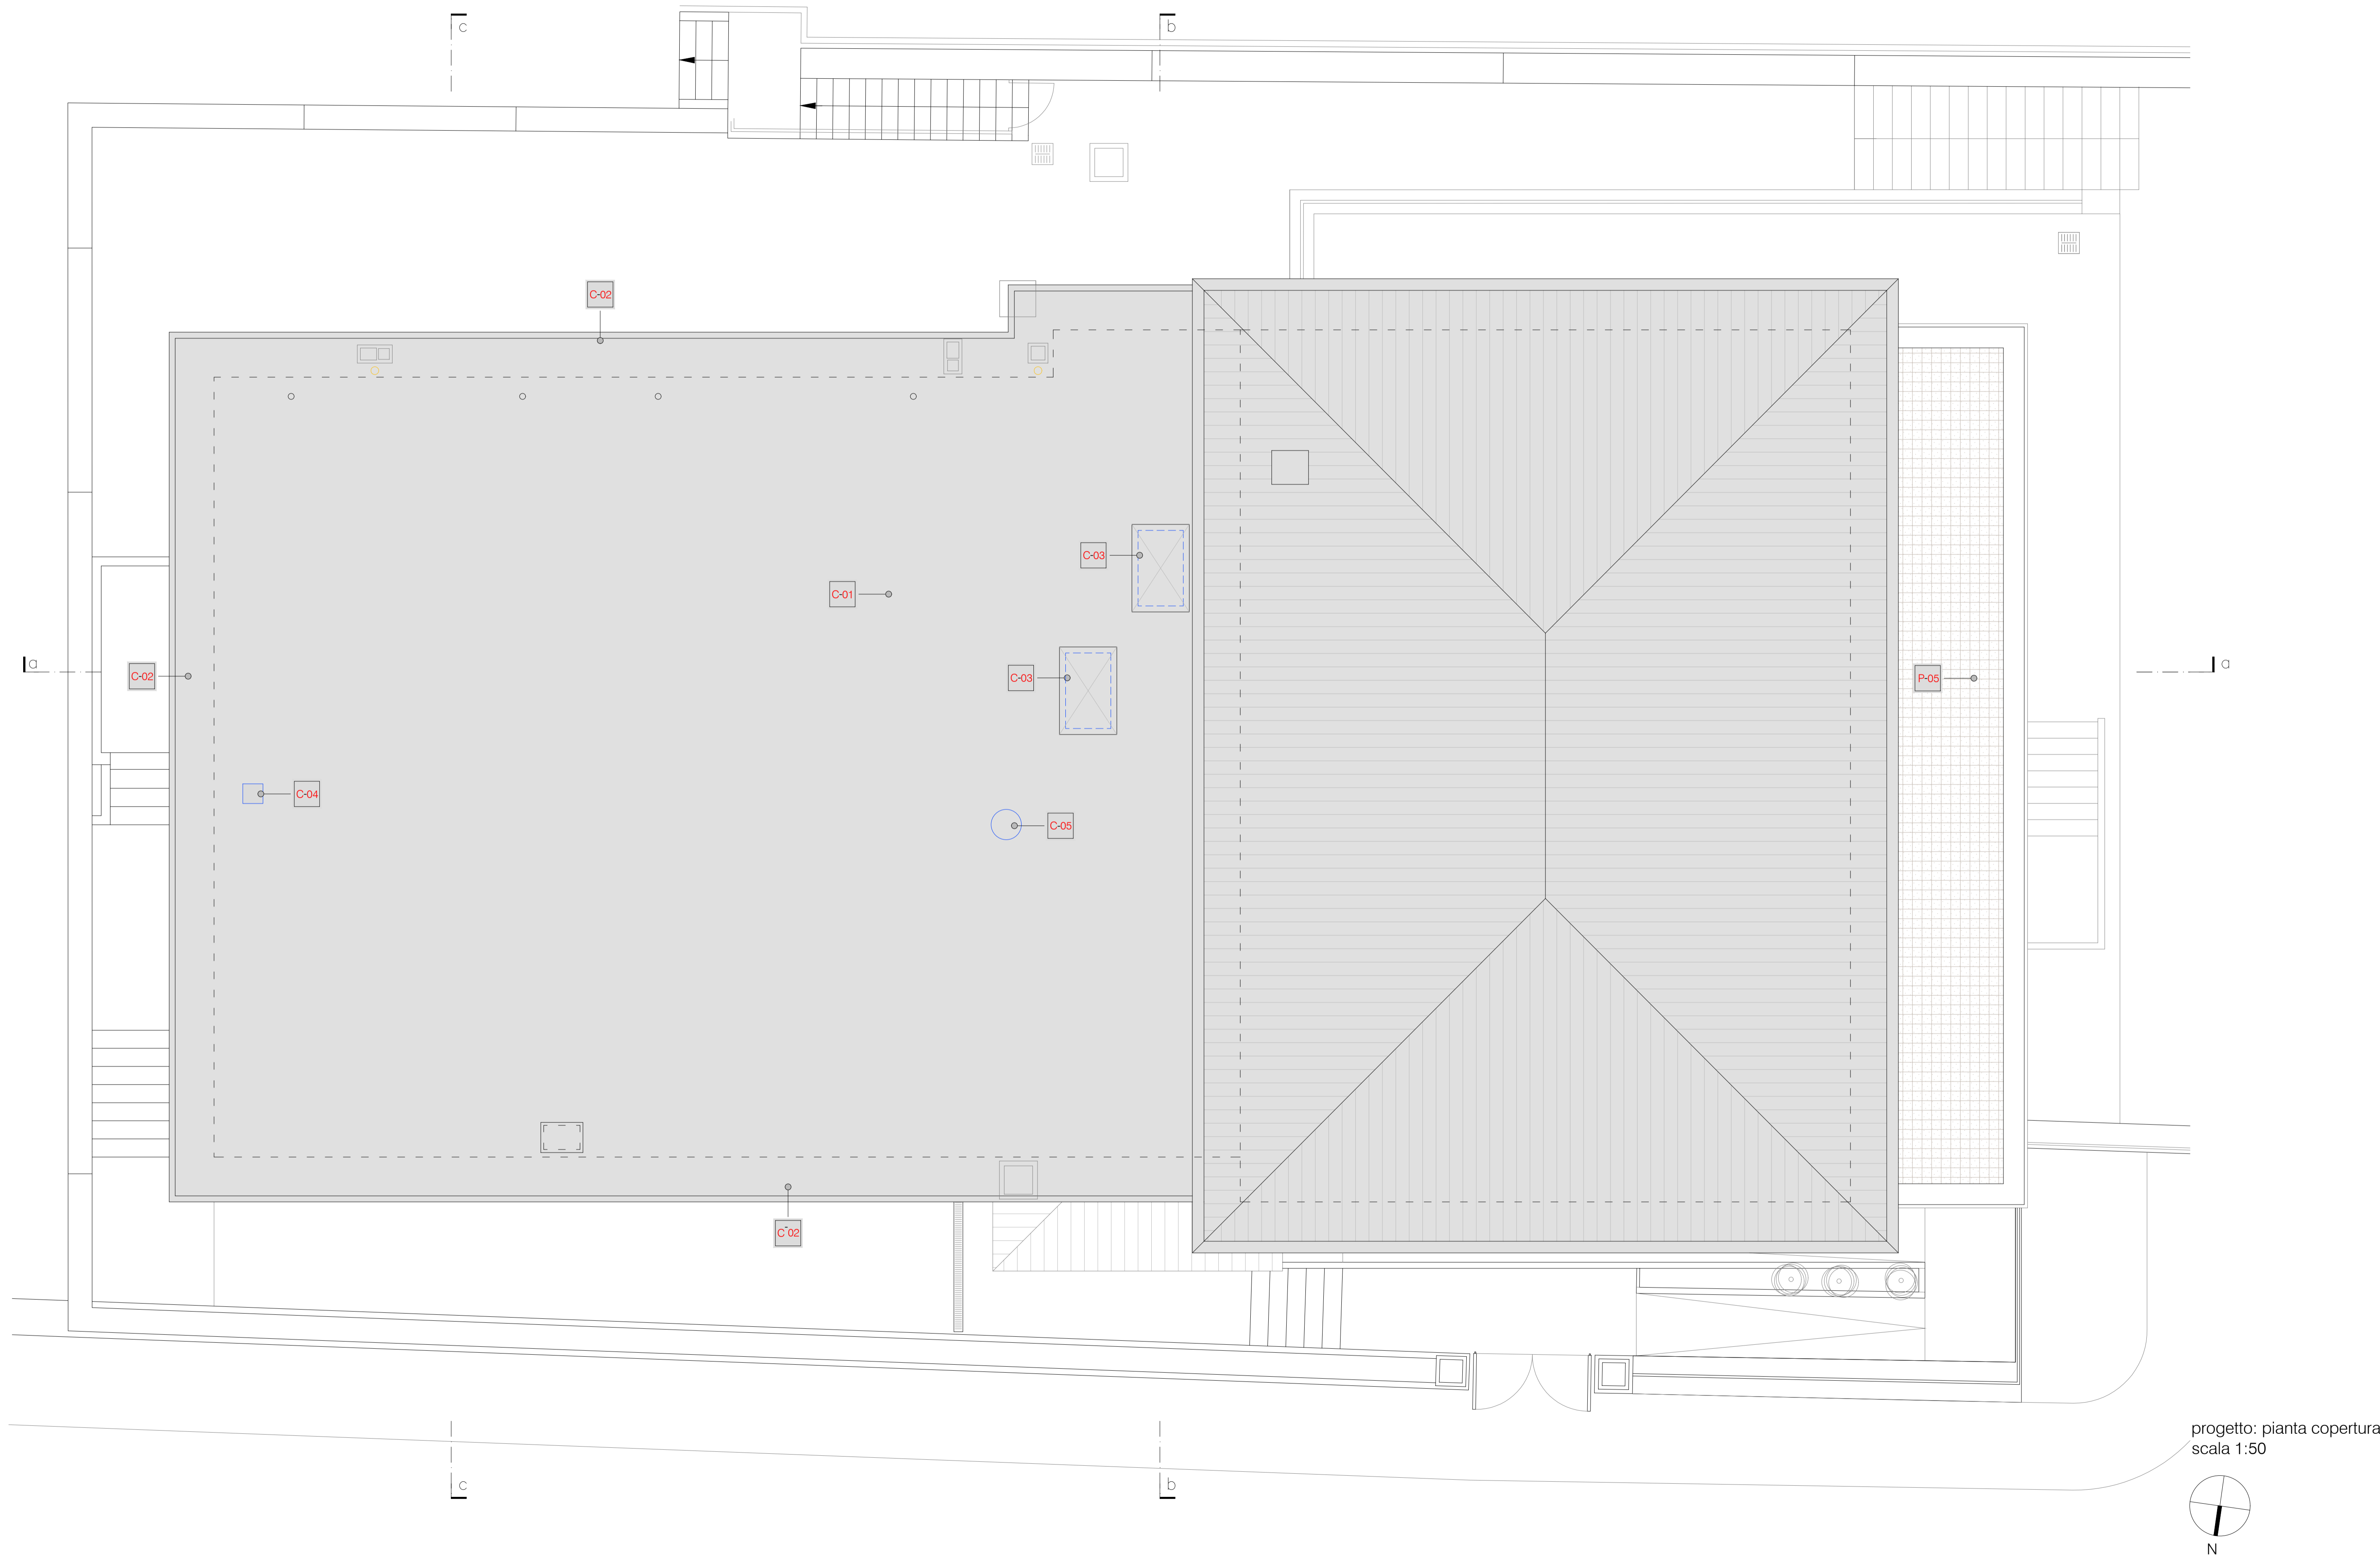 c
b
C-02
C-03
C-01
a
a
C-02
C-03
P-05
C-04
C-05
C-02
progetto: pianta copertura
scala 1:50
c
b
N